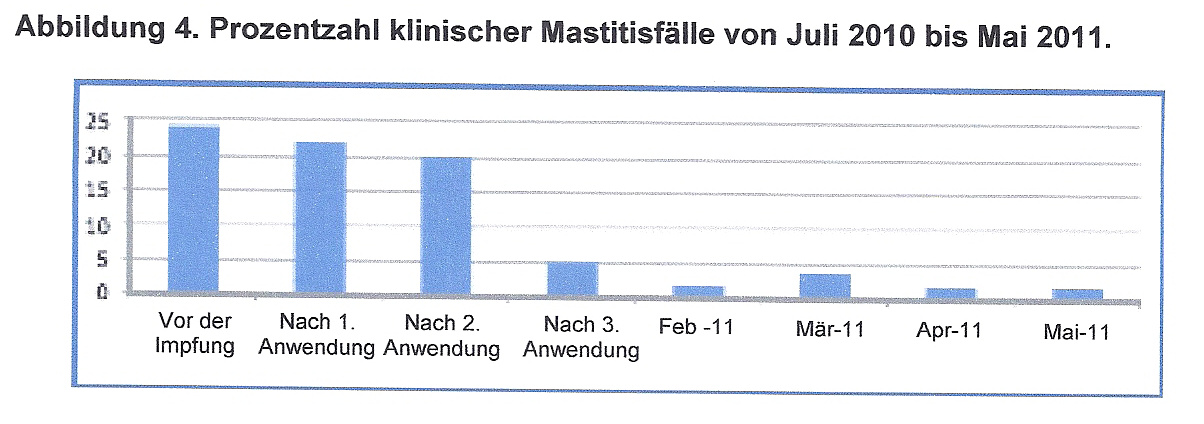 Abbildung 4. Prozentzahl klinischer Mastitisfälle von Juli 2010 bis Mai 2011.
25
20
15
10
5
0
Vor der Impfung
Nach 1. Anwendung
Nach 2. Anwendung
Nach 3. Anwendung
Feb -11
Mär-11
Apr-11
Mai-11